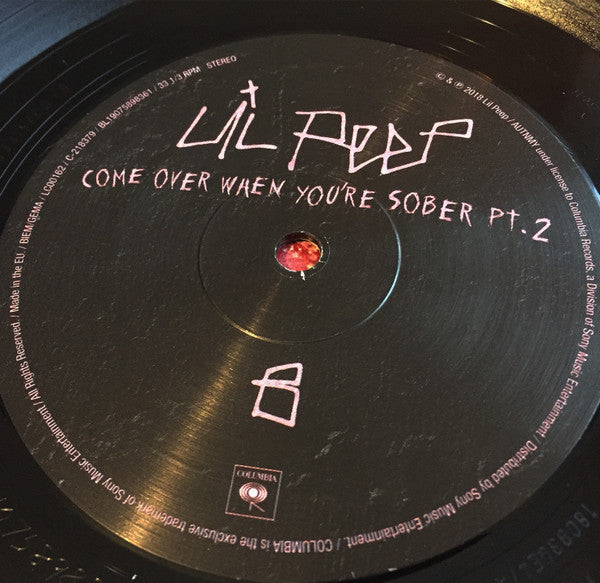 LiL PEEP
COME OVER WHEN YOU'RE SOBER PT.2
B
COLUMBIA
COLUMBIA is the exclusive trademark of Sony Music Entertainment / All Rights Reserved. / Made in the EU / BIEM/GEMA / LC00162 / C-218379 / BL19075898361 / 33 1/3 RPM STEREO
© & ℗ 2018 Lil Peep / AUTNMY under license to Columbia Records, a Division of Sony Music Entertainment / Distributed by Sony Music Entertainment. /